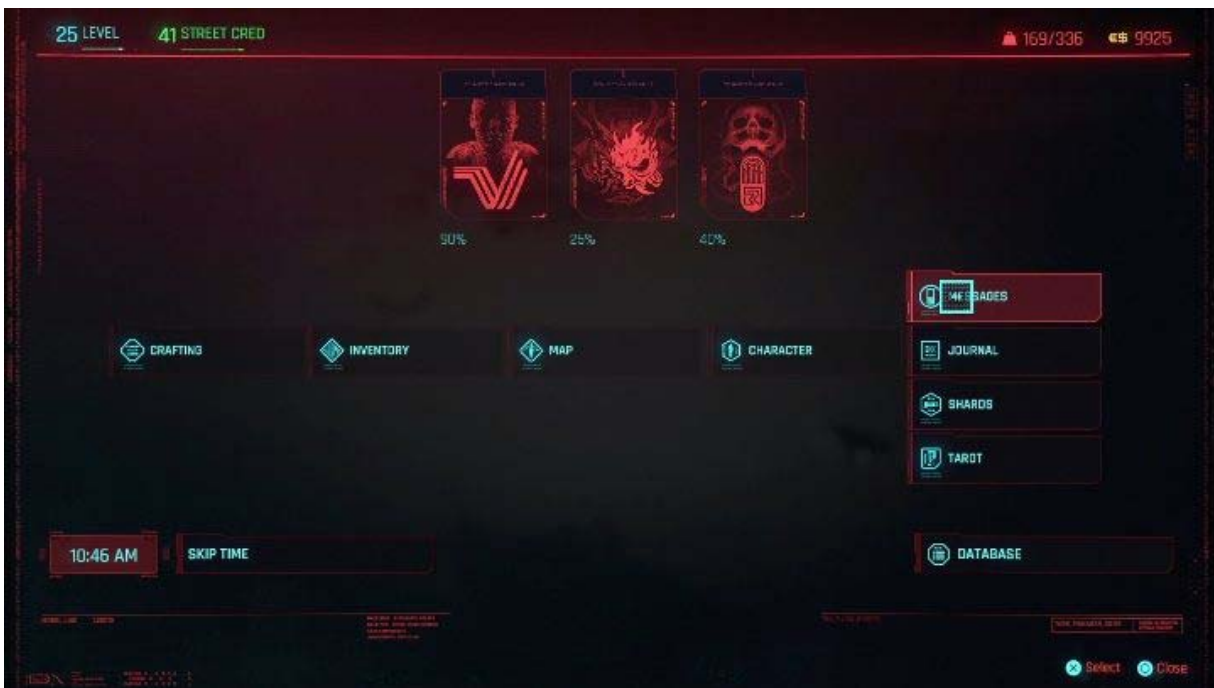 25 LEVEL
41 STREET CRED
169/336
€$ 9925
90%
25%
40%
MESSAGES
CRAFTING
INVENTORY
MAP
CHARACTER
JOURNAL
SHARDS
TAROT
10:46 AM
SKIP TIME
DATABASE
Select
Close